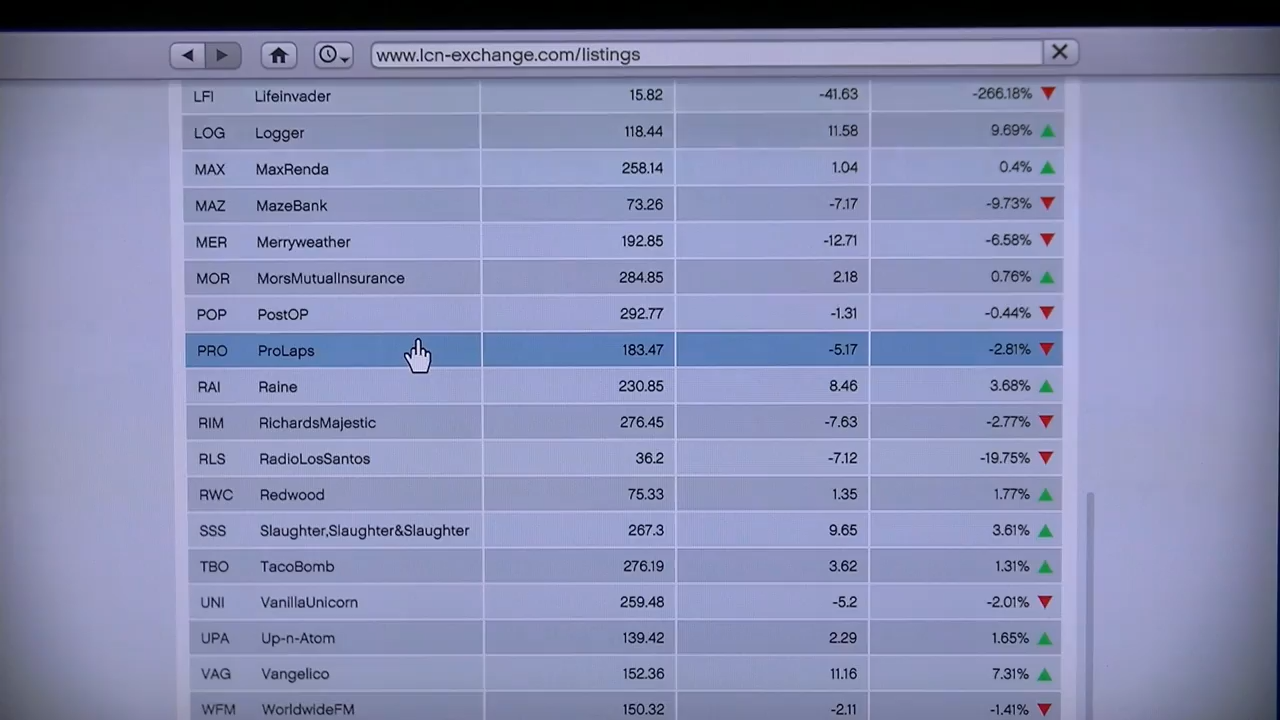 www.lcn-exchange.com/listings
LFI Lifeinvader 15.82 -41.63 -266.18%
LOG Logger 118.44 11.58 9.69%
MAX MaxRenda 258.14 1.04 0.4%
MAZ MazeBank 73.26 -7.17 -9.73%
MER Merryweather 192.85 -12.71 -6.58%
MOR MorsMutualInsurance 284.85 2.18 0.76%
POP PostOP 292.77 -1.31 -0.44%
PRO ProLaps 183.47 -5.17 -2.81%
RAI Raine 230.85 8.46 3.68%
RIM RichardsMajestic 276.45 -7.63 -2.77%
RLS RadioLosSantos 36.2 -7.12 -19.75%
RWC Redwood 75.33 1.35 1.77%
SSS Slaughter,Slaughter&Slaughter 267.3 9.65 3.61%
TBO TacoBomb 276.19 3.62 1.31%
UNI VanillaUnicorn 259.48 -5.2 -2.01%
UPA Up-n-Atom 139.42 2.29 1.65%
VAG Vangelico 152.36 11.16 7.31%
WFM WorldwideFM 150.32 -2.11 -1.41%